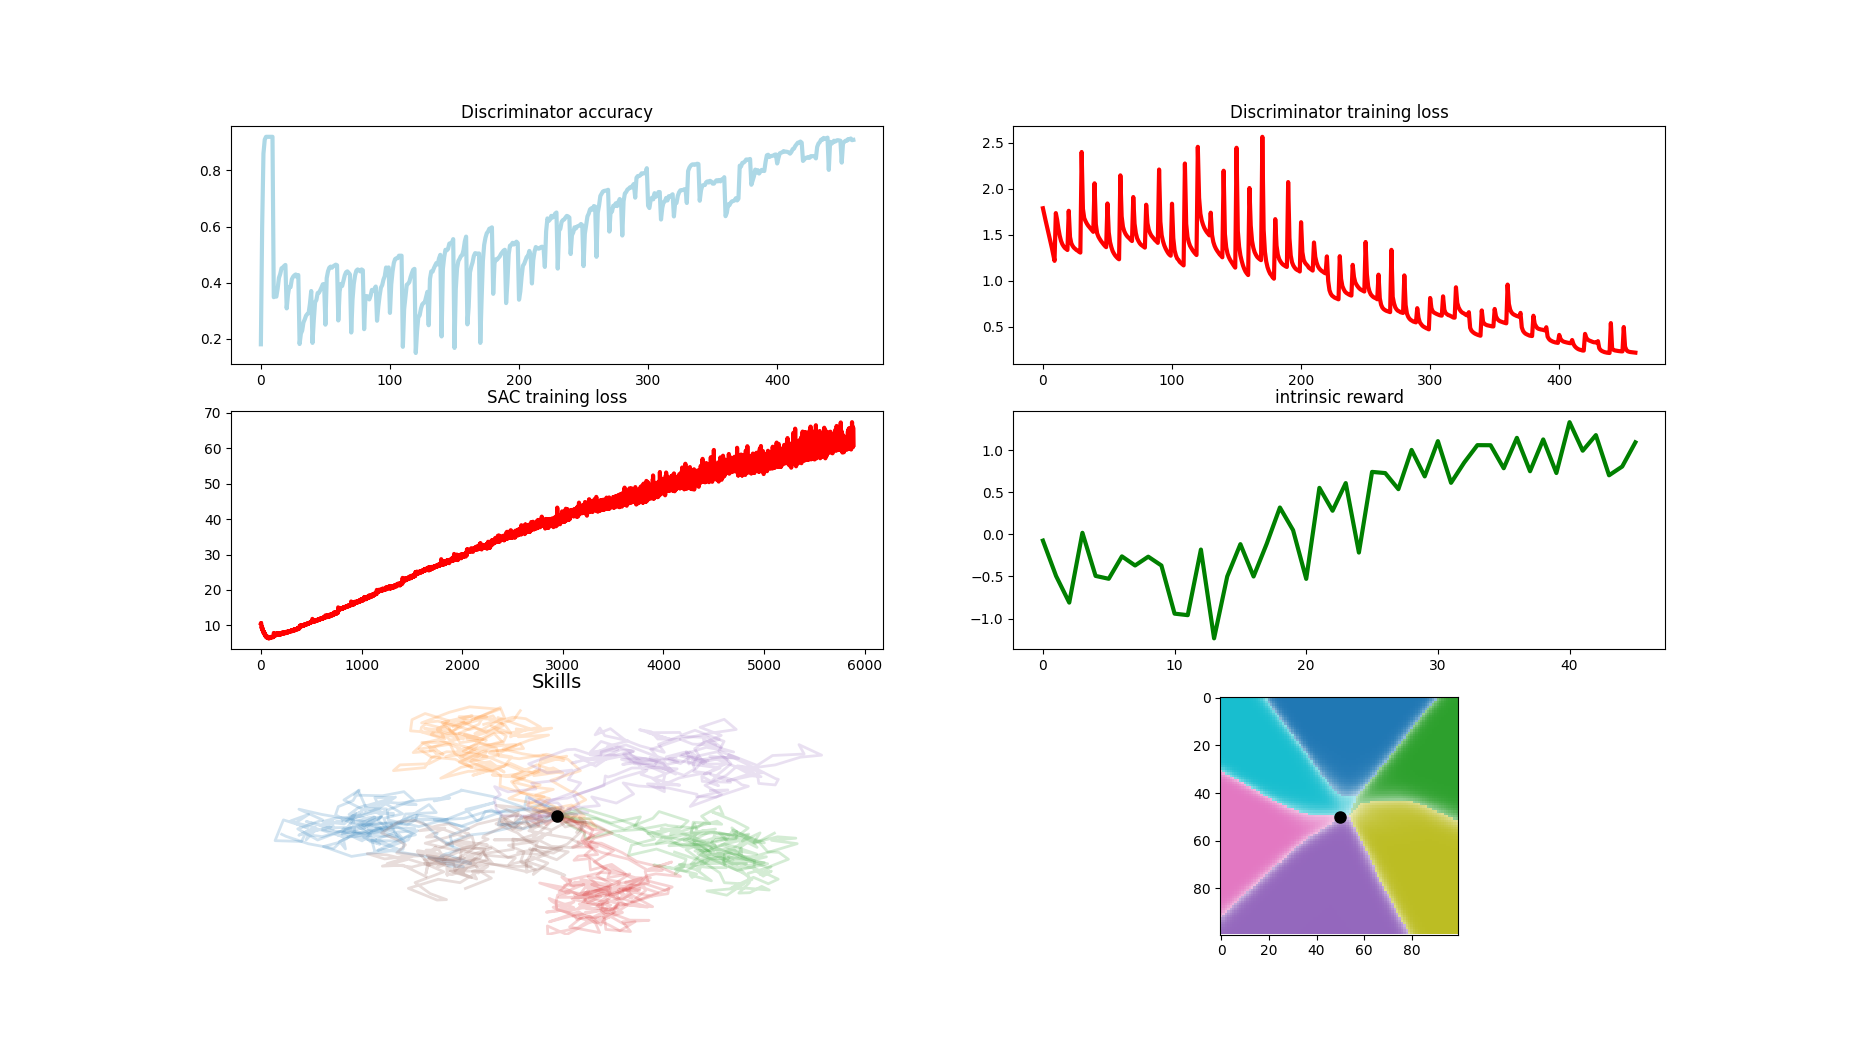 Discriminator accuracy
0.8
0.6
0.4
0.2
0 100 200 300 400
Discriminator training loss
2.5
2.0
1.5
1.0
0.5
0 100 200 300 400
SAC training loss
70
60
50
40
30
20
10
0 1000 2000 3000 4000 5000 6000
intrinsic reward
1.0
0.5
0.0
−0.5
−1.0
0 10 20 30 40
Skills
0
20
40
60
80
0 20 40 60 80